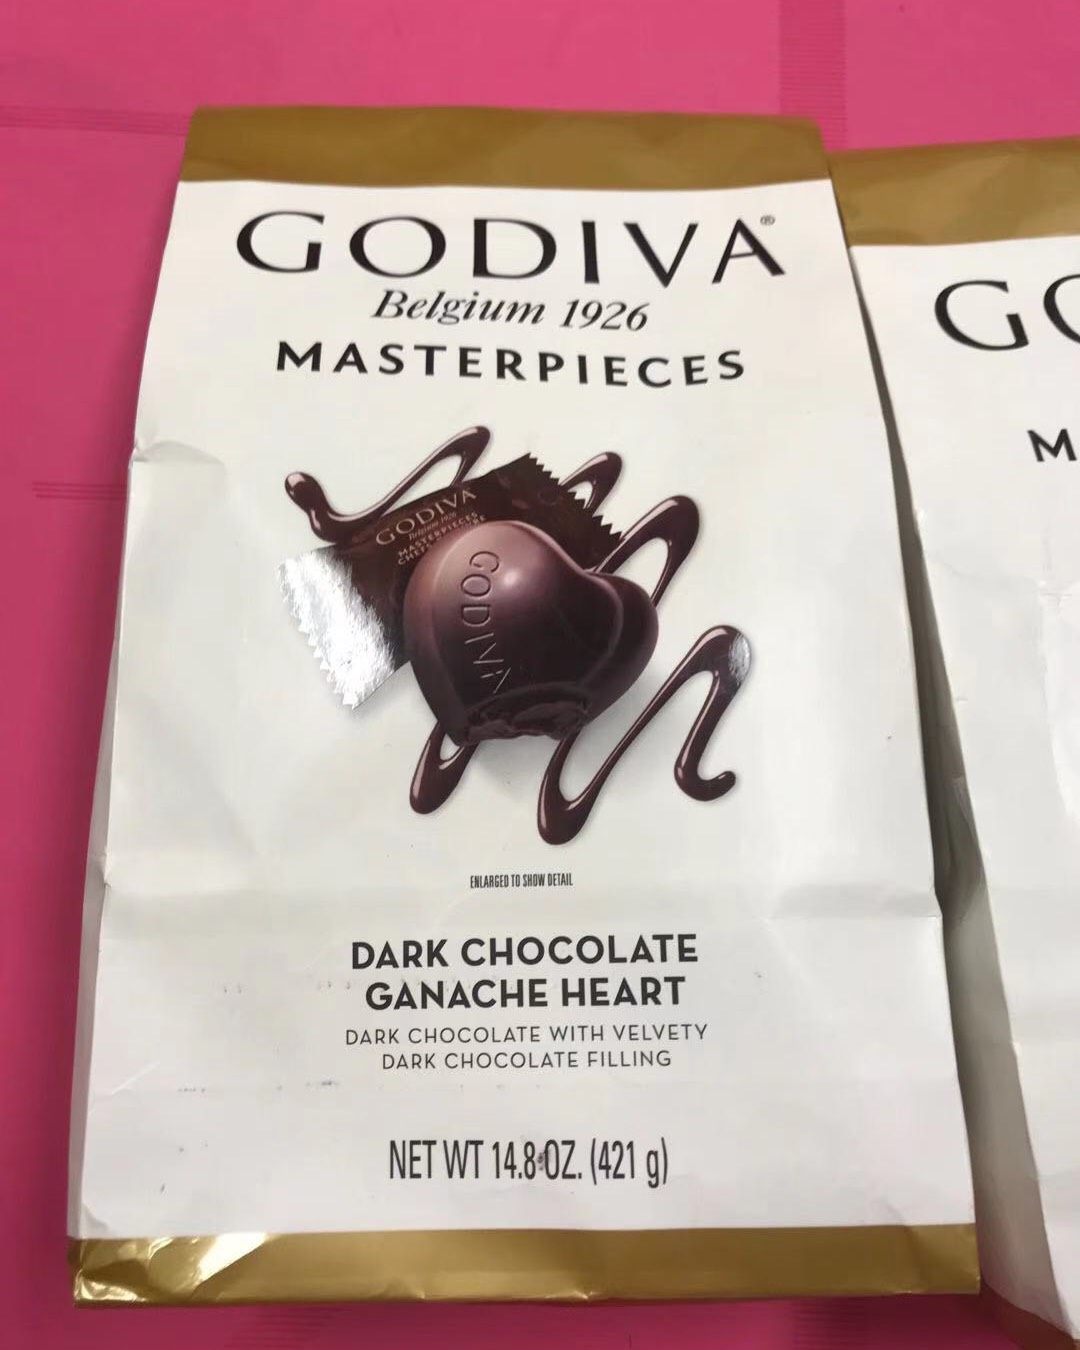 GODIVA®
Belgium 1926
MASTERPIECES
GODIVA
Belgium 1926
MASTERPIECES
GODIVA
ENLARGED TO SHOW DETAIL
DARK CHOCOLATE
GANACHE HEART
DARK CHOCOLATE WITH VELVETY
DARK CHOCOLATE FILLING
NET WT 14.8 OZ. (421 g)
GO
M